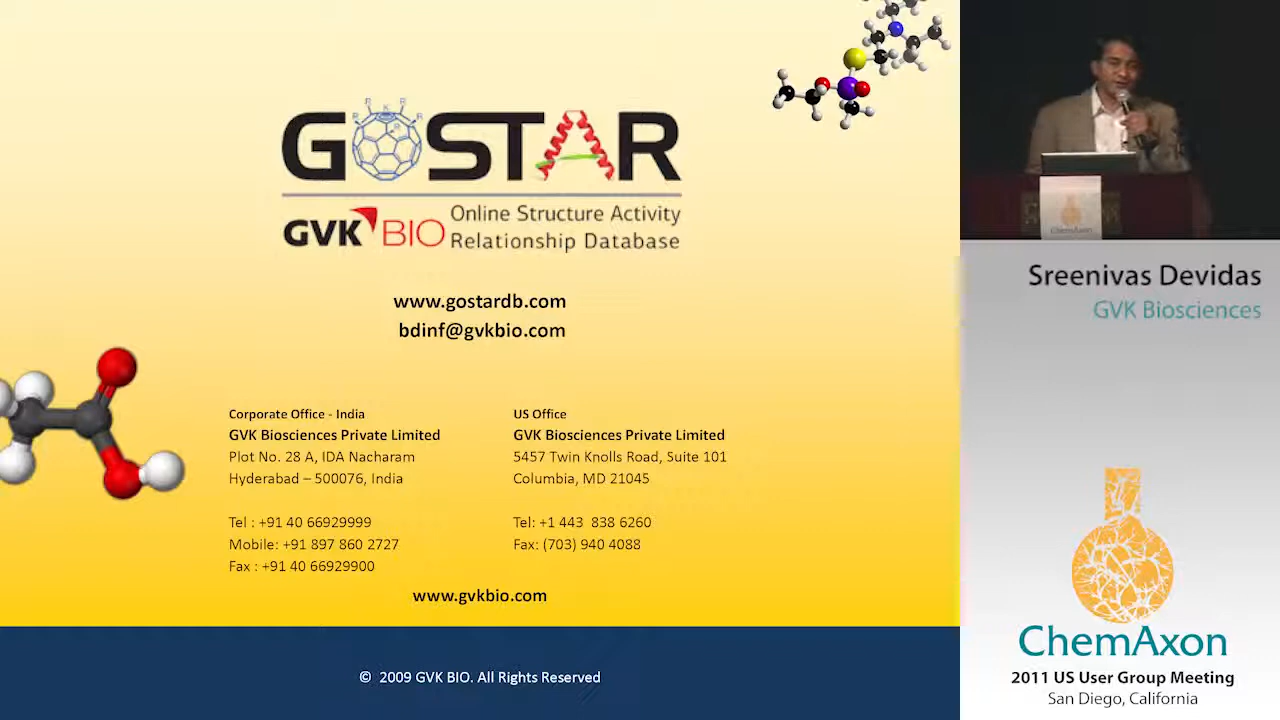 GOSTAR
GVK BIO
Online Structure Activity
Relationship Database
www.gostardb.com
bdinf@gvkbio.com
Corporate Office - India
GVK Biosciences Private Limited
Plot No. 28 A, IDA Nacharam
Hyderabad – 500076, India
Tel : +91 40 66929999
Mobile: +91 897 860 2727
Fax : +91 40 66929900
US Office
GVK Biosciences Private Limited
5457 Twin Knolls Road, Suite 101
Columbia, MD 21045
Tel: +1 443  838 6260
Fax: (703) 940 4088
www.gvkbio.com
©  2009 GVK BIO. All Rights Reserved
ChemAxon
Sreenivas Devidas
GVK Biosciences
ChemAxon
2011 US User Group Meeting
San Diego, California